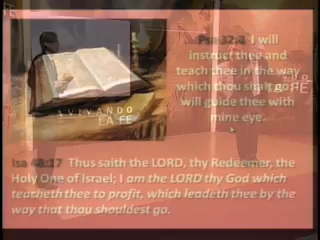 Psa 32:8 I will
instruct thee and
teach thee in the way
which thou shalt go: I
will guide thee with
mine eye.
VIVANDO
LA FE
Isa 48:17 Thus saith the LORD, thy Redeemer, the
Holy One of Israel; I am the LORD thy God which
teacheth thee to profit, which leadeth thee by the
way that thou shouldest go.